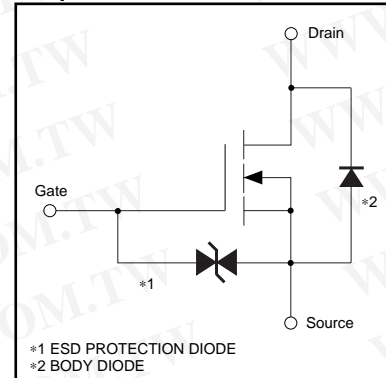 Drain
Gate
∗2
∗1
Source
∗1 ESD PROTECTION DIODE
∗2 BODY DIODE